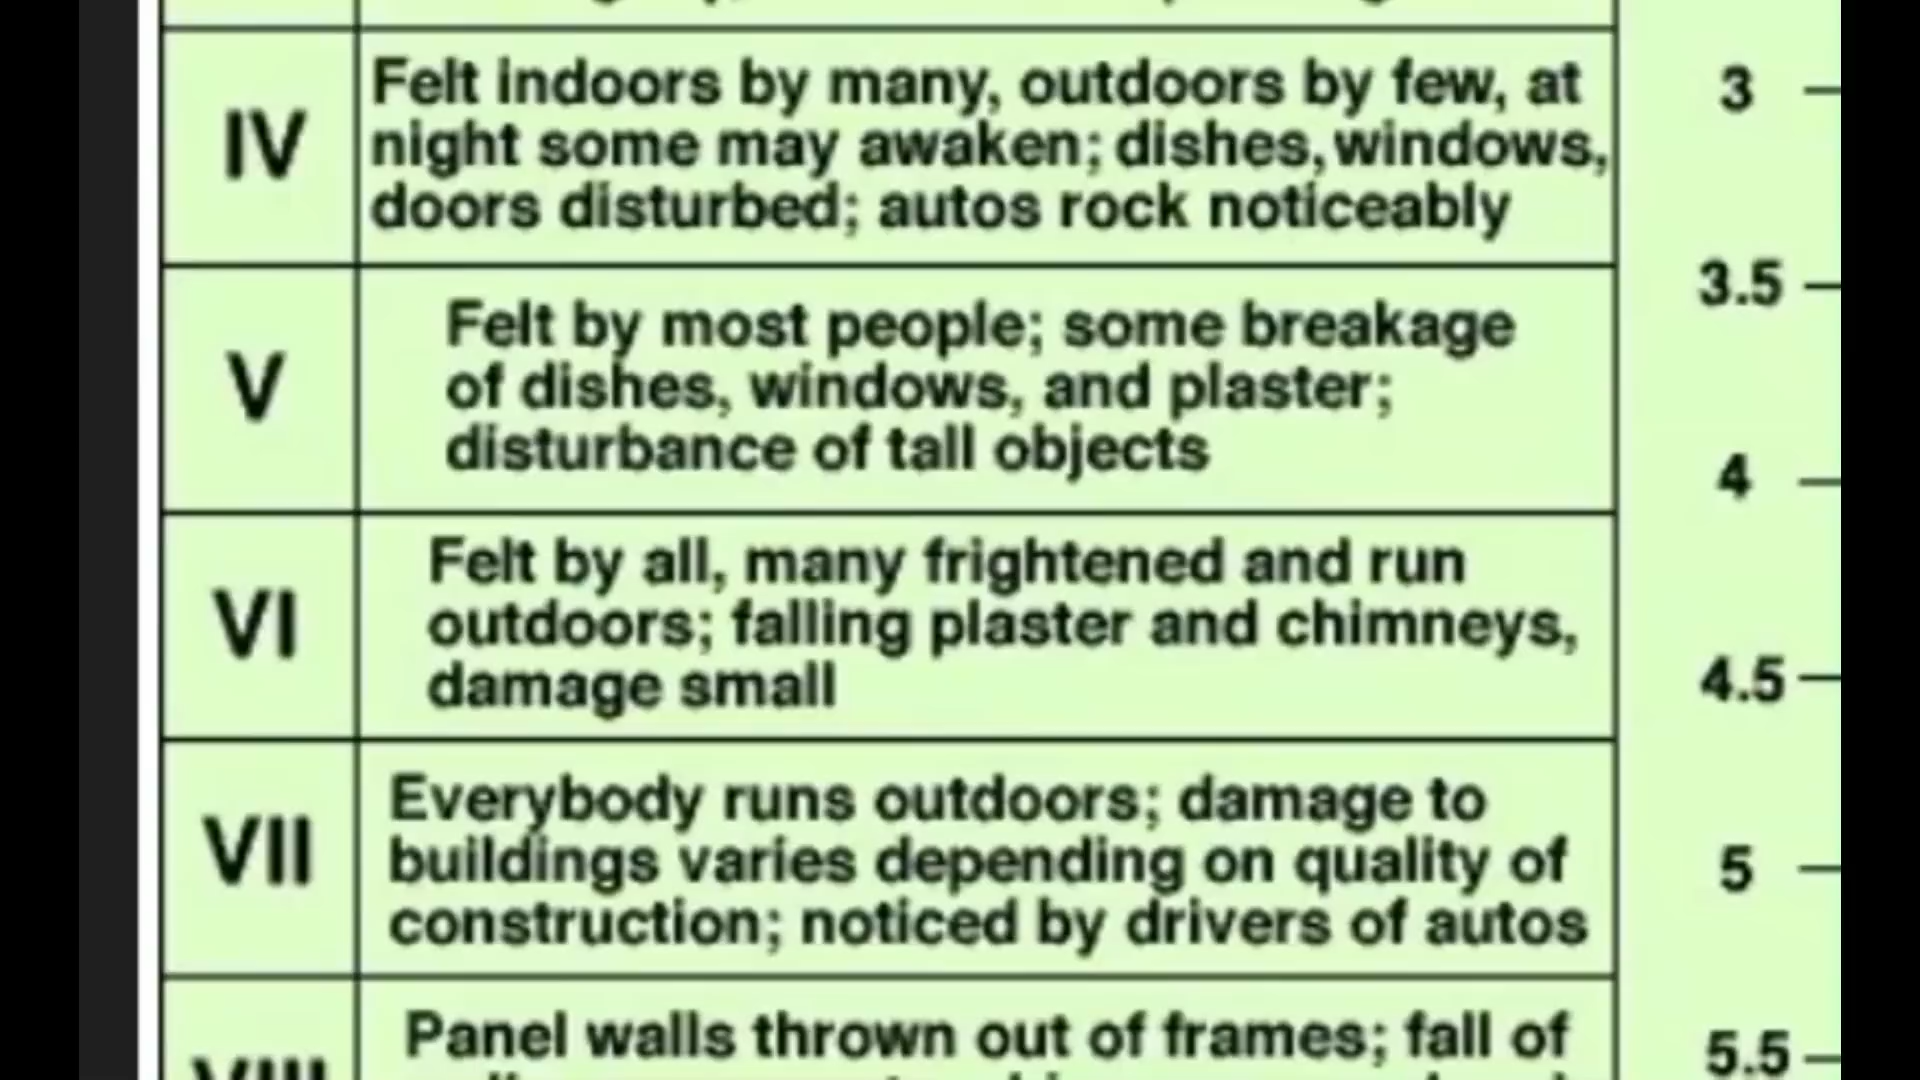 IV
Felt indoors by many, outdoors by few, at
night some may awaken; dishes, windows,
doors disturbed; autos rock noticeably
V
Felt by most people; some breakage
of dishes, windows, and plaster;
disturbance of tall objects
VI
Felt by all, many frightened and run
outdoors; falling plaster and chimneys,
damage small
VII
Everybody runs outdoors; damage to
buildings varies depending on quality of
construction; noticed by drivers of autos
VIII
Panel walls thrown out of frames; fall of
3
3.5
4
4.5
5
5.5